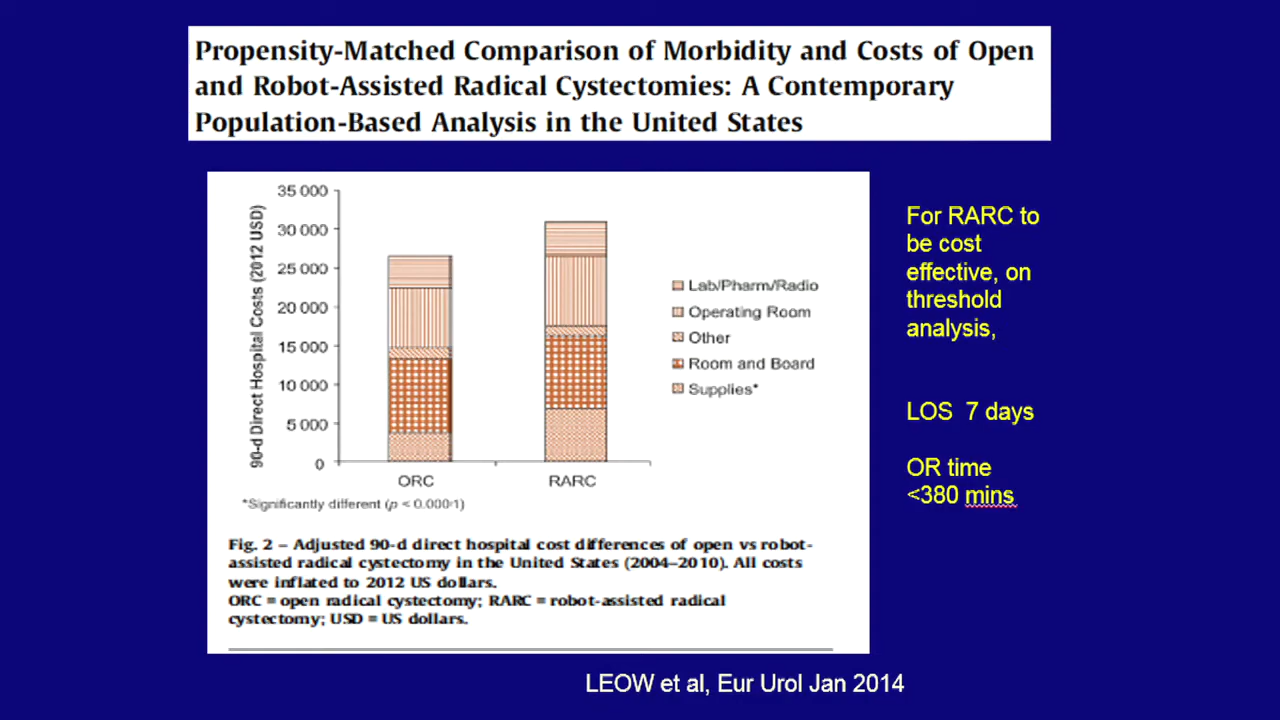 Propensity-Matched Comparison of Morbidity and Costs of Open
and Robot-Assisted Radical Cystectomies: A Contemporary
Population-Based Analysis in the United States
90-d Direct Hospital Costs (2012 USD)
35 000
30 000
25 000
20 000
15 000
10 000
5 000
0
ORC
RARC
Lab/Pharm/Radio
Operating Room
Other
Room and Board
Supplies*
*Significantly different (p < 0.0001)
Fig. 2 – Adjusted 90-d direct hospital cost differences of open vs robot-
assisted radical cystectomy in the United States (2004–2010). All costs
were inflated to 2012 US dollars.
ORC = open radical cystectomy; RARC = robot-assisted radical
cystectomy; USD = US dollars.
For RARC to
be cost
effective, on
threshold
analysis,
LOS 7 days
OR time
<380 mins
LEOW et al, Eur Urol Jan 2014